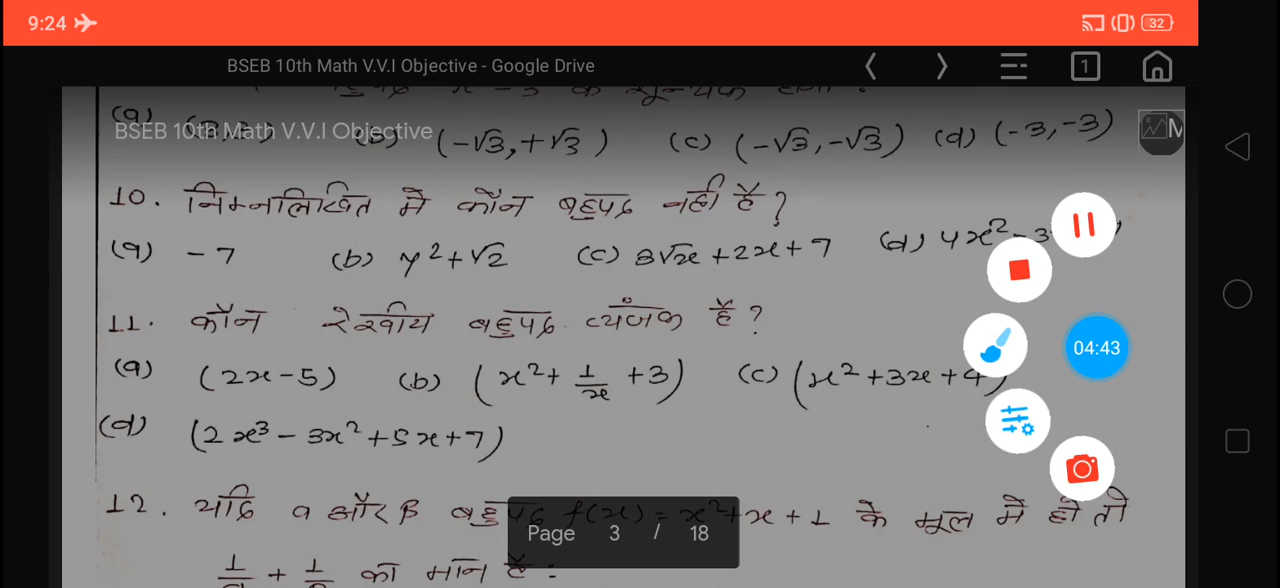 9:24
32
BSEB 10th Math V.V.I Objective - Google Drive
1
BSEB 10th Math V.V.I Objective
(b) (-√3,+√3) (c) (-√3,-√3) (d) (-3,-3)
10. निम्नलिखित में कौन बहुपद नहीं है?
(a) -7 (b) y²+√2 (c) 3√x+2x+7 (d) 4x²-3
11. कौन रेखीय बहुपद व्यंजक है?
(a) (2x-5) (b) (x²+1/x+3) (c) (x²+3x+4)
(d) (2x³-3x²+5x+7)
12. यदि α और β बहुपद f(x)=x²+x+1 के मूल में हो तो
का मान है:
Page 3 / 18
04:43